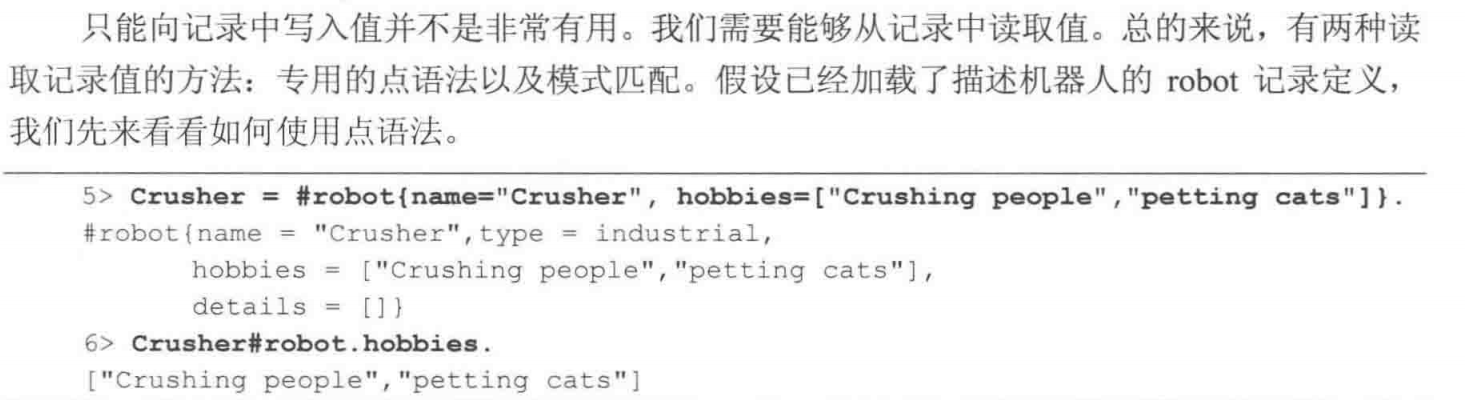 只能向记录中写入值并不是非常有用。我们需要能够从记录中读取值。总的来说，有两种读
取记录值的方法：专用的点语法以及模式匹配。假设已经加载了描述机器人的 robot 记录定义，
我们先来看看如何使用点语法。
5> Crusher = #robot{name="Crusher", hobbies=["Crushing people","petting cats"]}.
#robot{name = "Crusher",type = industrial,
hobbies = ["Crushing people","petting cats"],
details = []}
6> Crusher#robot.hobbies.
["Crushing people","petting cats"]